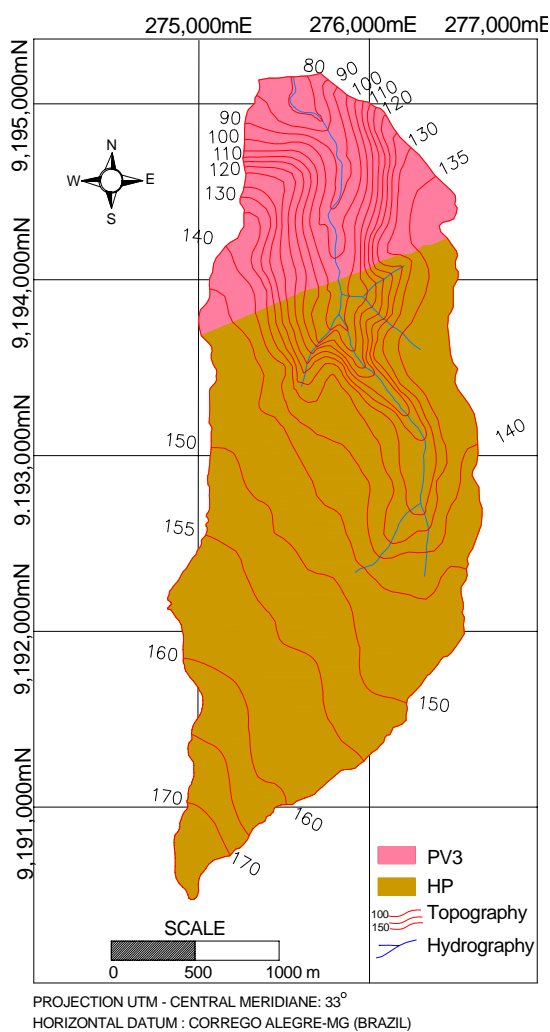 275,000mE 276,000mE 277,000mE
80
90
100
110
120
9,195,000mN
90
100
110
120
130
130
135
N
W E
S
140
9,194,000mN
150
140
9,193,000mN
155
9,192,000mN
160
150
9,191,000mN
170
160
170
PV3
HP
100
150
Topography
Hydrography
SCALE
0 500 1000 m
PROJECTION UTM - CENTRAL MERIDIANE: 33°
HORIZONTAL DATUM : CORREGO ALEGRE-MG (BRAZIL)